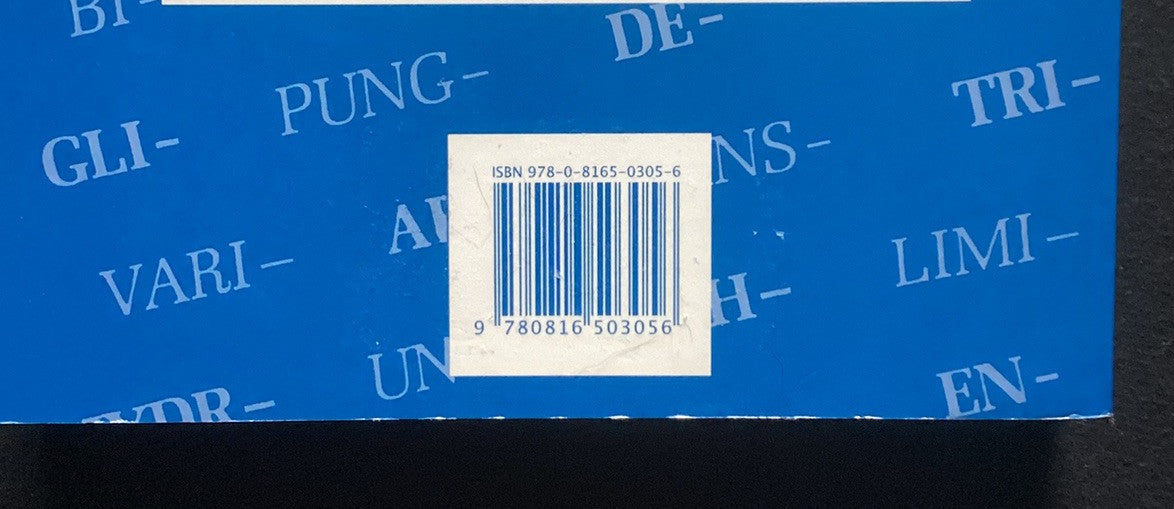 BI-
DE-
PUNG-
TRI-
GLI-
NS-
ISBN 978-0-8165-0305-6
LIMI-
VARI-
H-
9 780816 503056
UN
EN-